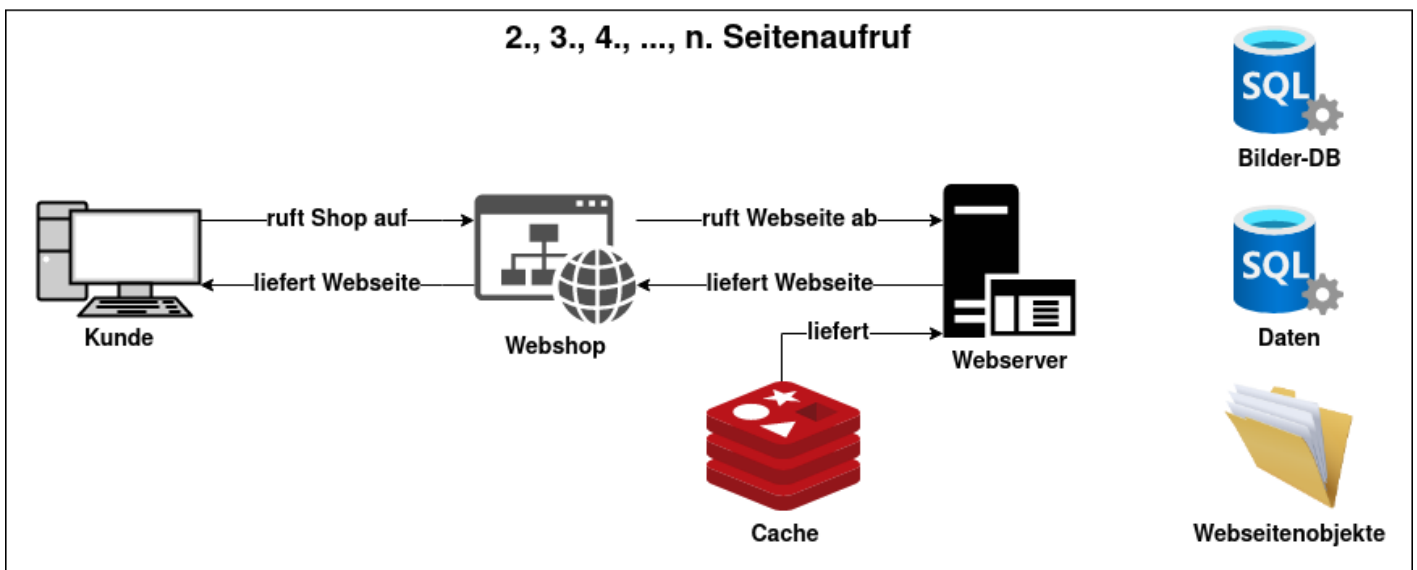 2., 3., 4., ..., n. Seitenaufruf
SQL
Bilder-DB
ruft Shop auf
ruft Webseite ab
liefert Webseite
liefert Webseite
SQL
Kunde
Webshop
liefert
Webserver
Daten
Cache
Webseitenobjekte